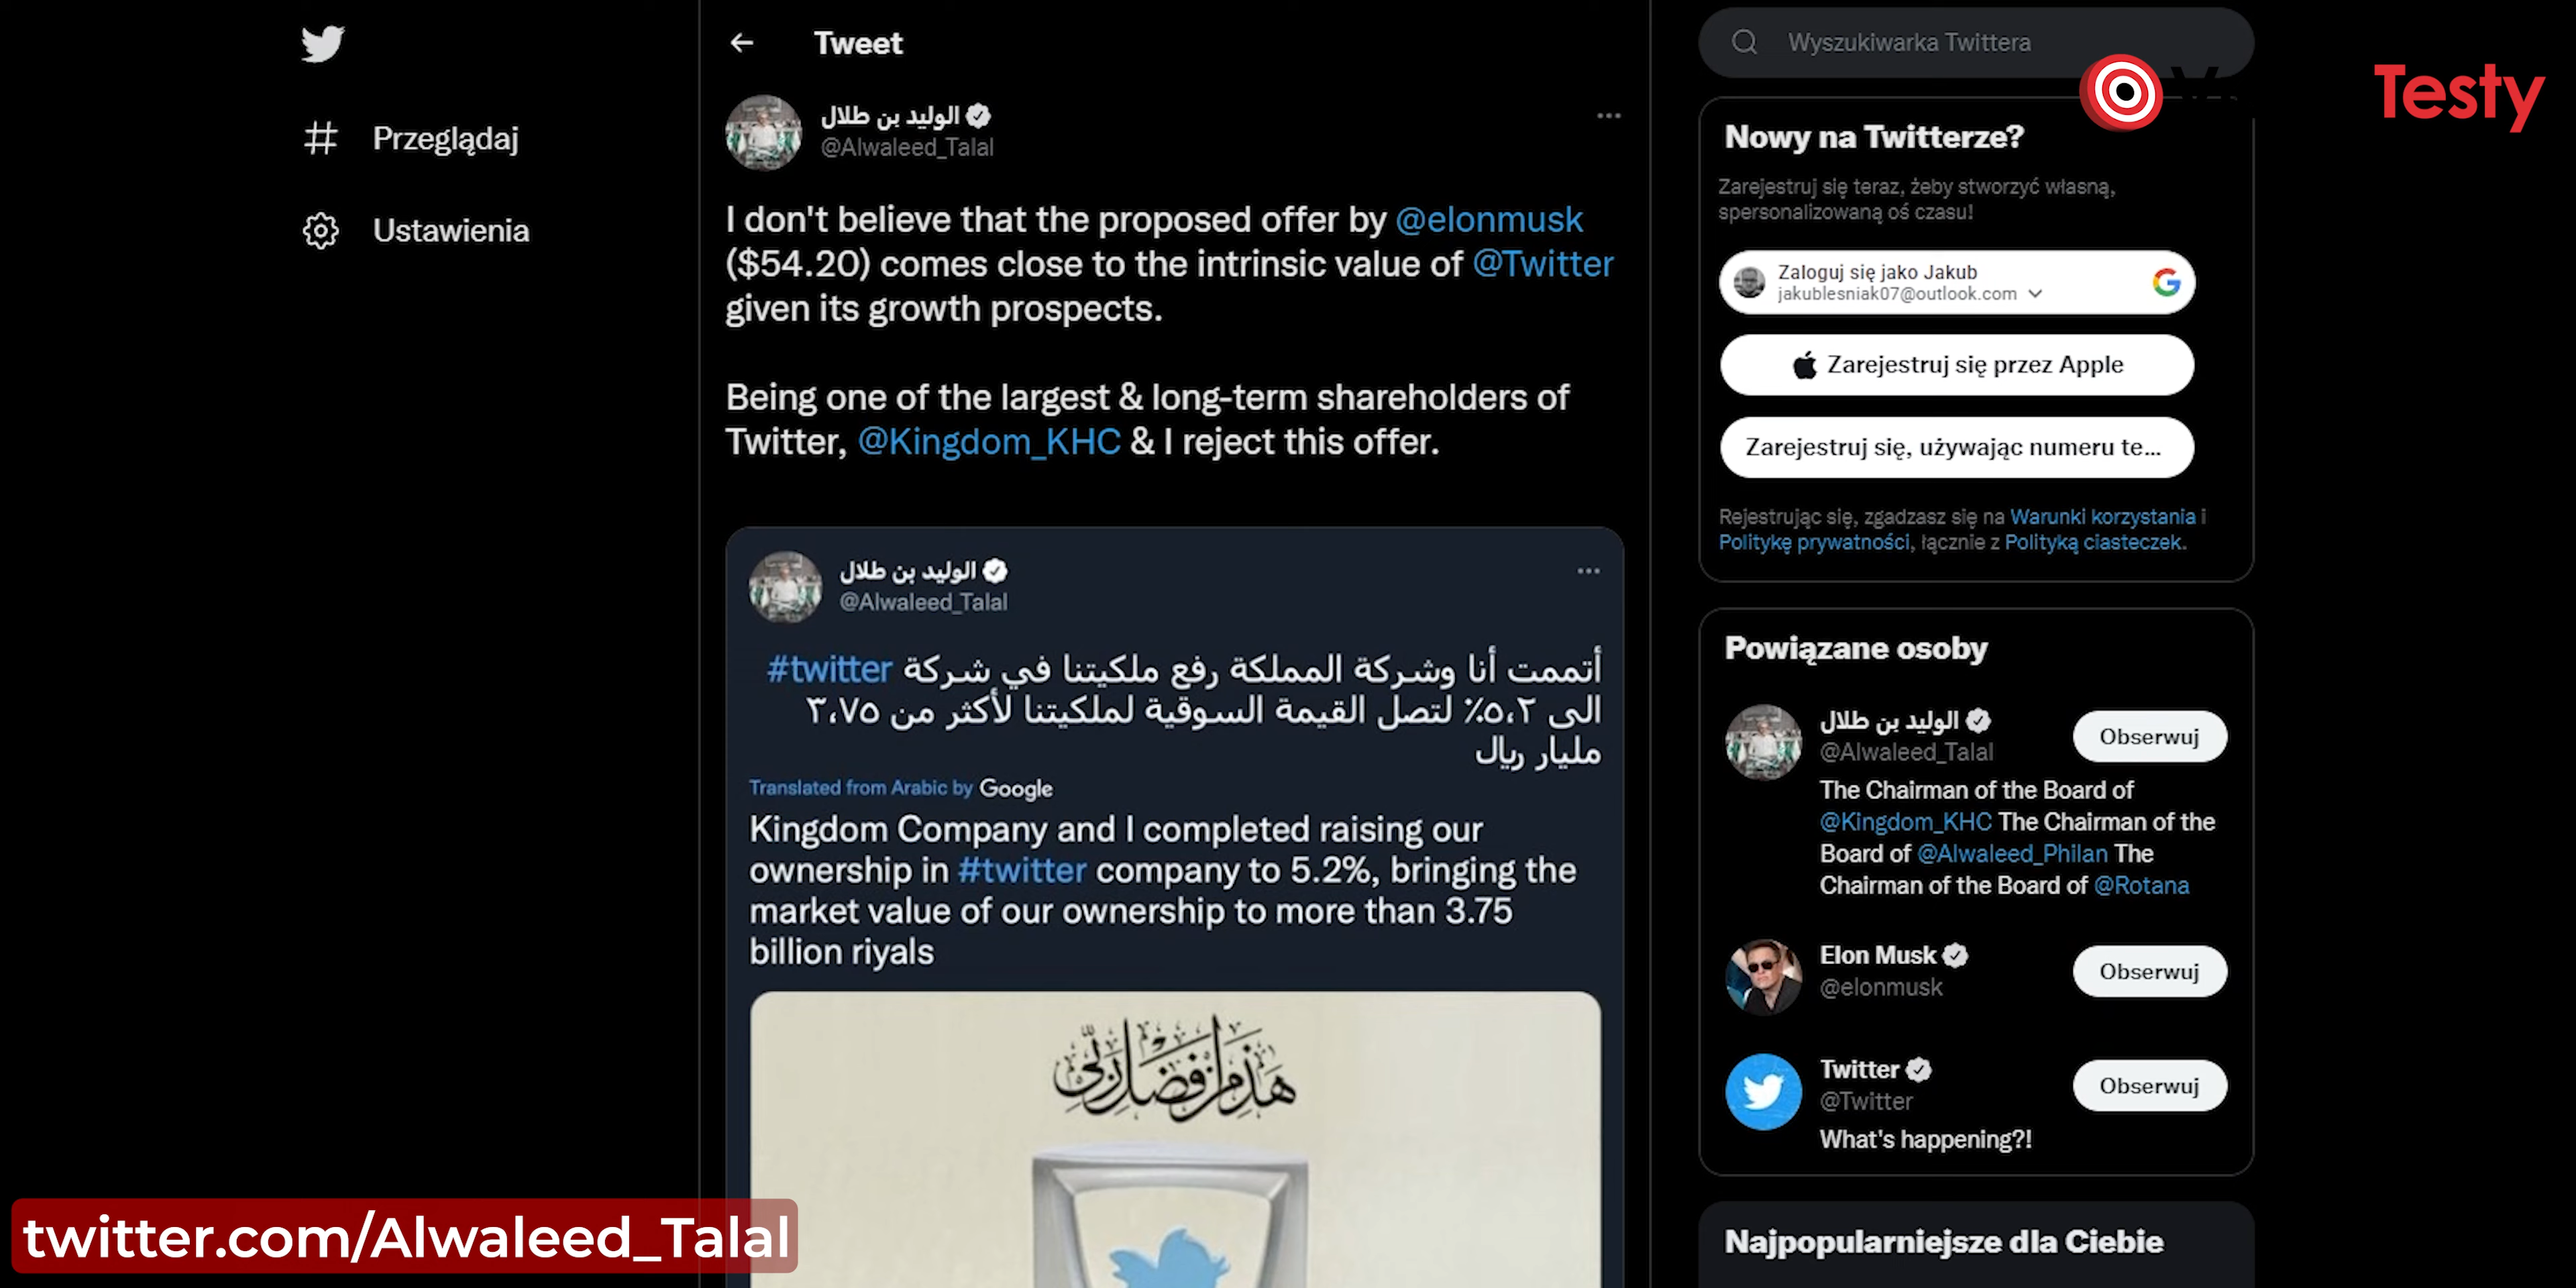 Tweet
الوليد بن طلال
@Alwaleed_Talal
I don't believe that the proposed offer by @elonmusk
($54.20) comes close to the intrinsic value of @Twitter
given its growth prospects.
Being one of the largest & long-term shareholders of
Twitter, @Kingdom_KHC & I reject this offer.
الوليد بن طلال
@Alwaleed_Talal
أتممت أنا وشركة المملكة رفع ملكيتنا في شركة #twitter
الى ٥،٢٪ لتصل القيمة السوقية لملكيتنا لأكثر من ٣،٧٥
مليار ريال
Translated from Arabic by Google
Kingdom Company and I completed raising our
ownership in #twitter company to 5.2%, bringing the
market value of our ownership to more than 3.75
billion riyals
هذا من فضل ربي
Przeglądaj
Ustawienia
Wyszukiwarka Twittera
Testy
Nowy na Twitterze?
Zarejestruj się teraz, żeby stworzyć własną,
spersonalizowaną oś czasu!
Zaloguj się jako Jakub
jakublesniak07@outlook.com
Zarejestruj się przez Apple
Zarejestruj się, używając numeru te...
Rejestrując się, zgadzasz się na Warunki korzystania i
Politykę prywatności, łącznie z Polityką ciasteczek.
Powiązane osoby
الوليد بن طلال
@Alwaleed_Talal
Obserwuj
The Chairman of the Board of
@Kingdom_KHC The Chairman of the
Board of @Alwaleed_Philan The
Chairman of the Board of @Rotana
Elon Musk
@elonmusk
Obserwuj
Twitter
@Twitter
Obserwuj
What's happening?!
Najpopularniejsze dla Ciebie
twitter.com/Alwaleed_Talal